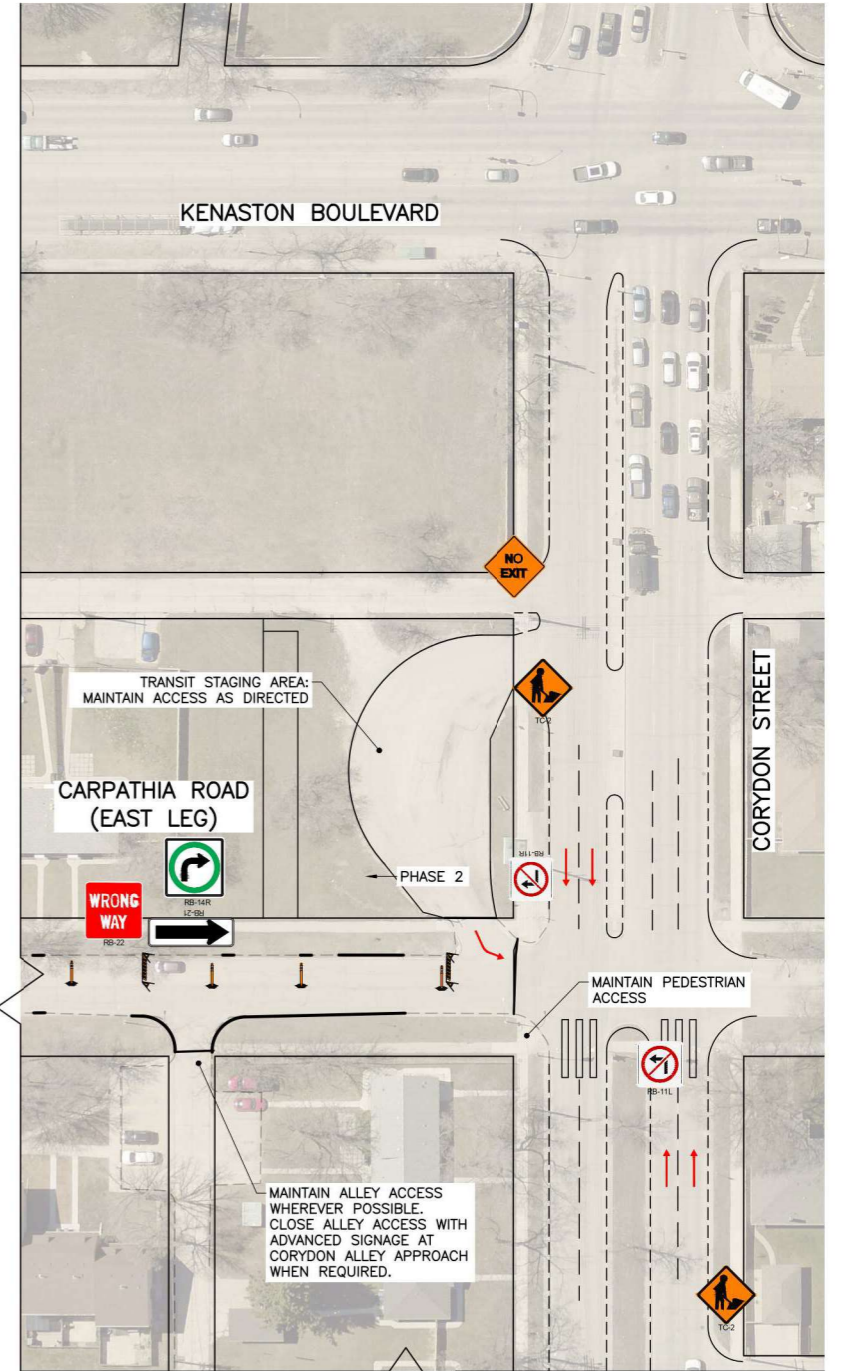 KENASTON BOULEVARD
NO
EXIT
TRANSIT STAGING AREA:
MAINTAIN ACCESS AS DIRECTED
TC-2
CORYDON STREET
CARPATHIA ROAD
(EAST LEG)
RB-14R
RB-21
WRONG
WAY
RB-22
PHASE 2
RB-11R
MAINTAIN PEDESTRIAN
ACCESS
RB-11L
MAINTAIN ALLEY ACCESS
WHEREVER POSSIBLE.
CLOSE ALLEY ACCESS WITH
ADVANCED SIGNAGE AT
CORYDON ALLEY APPROACH
WHEN REQUIRED.
TC-2